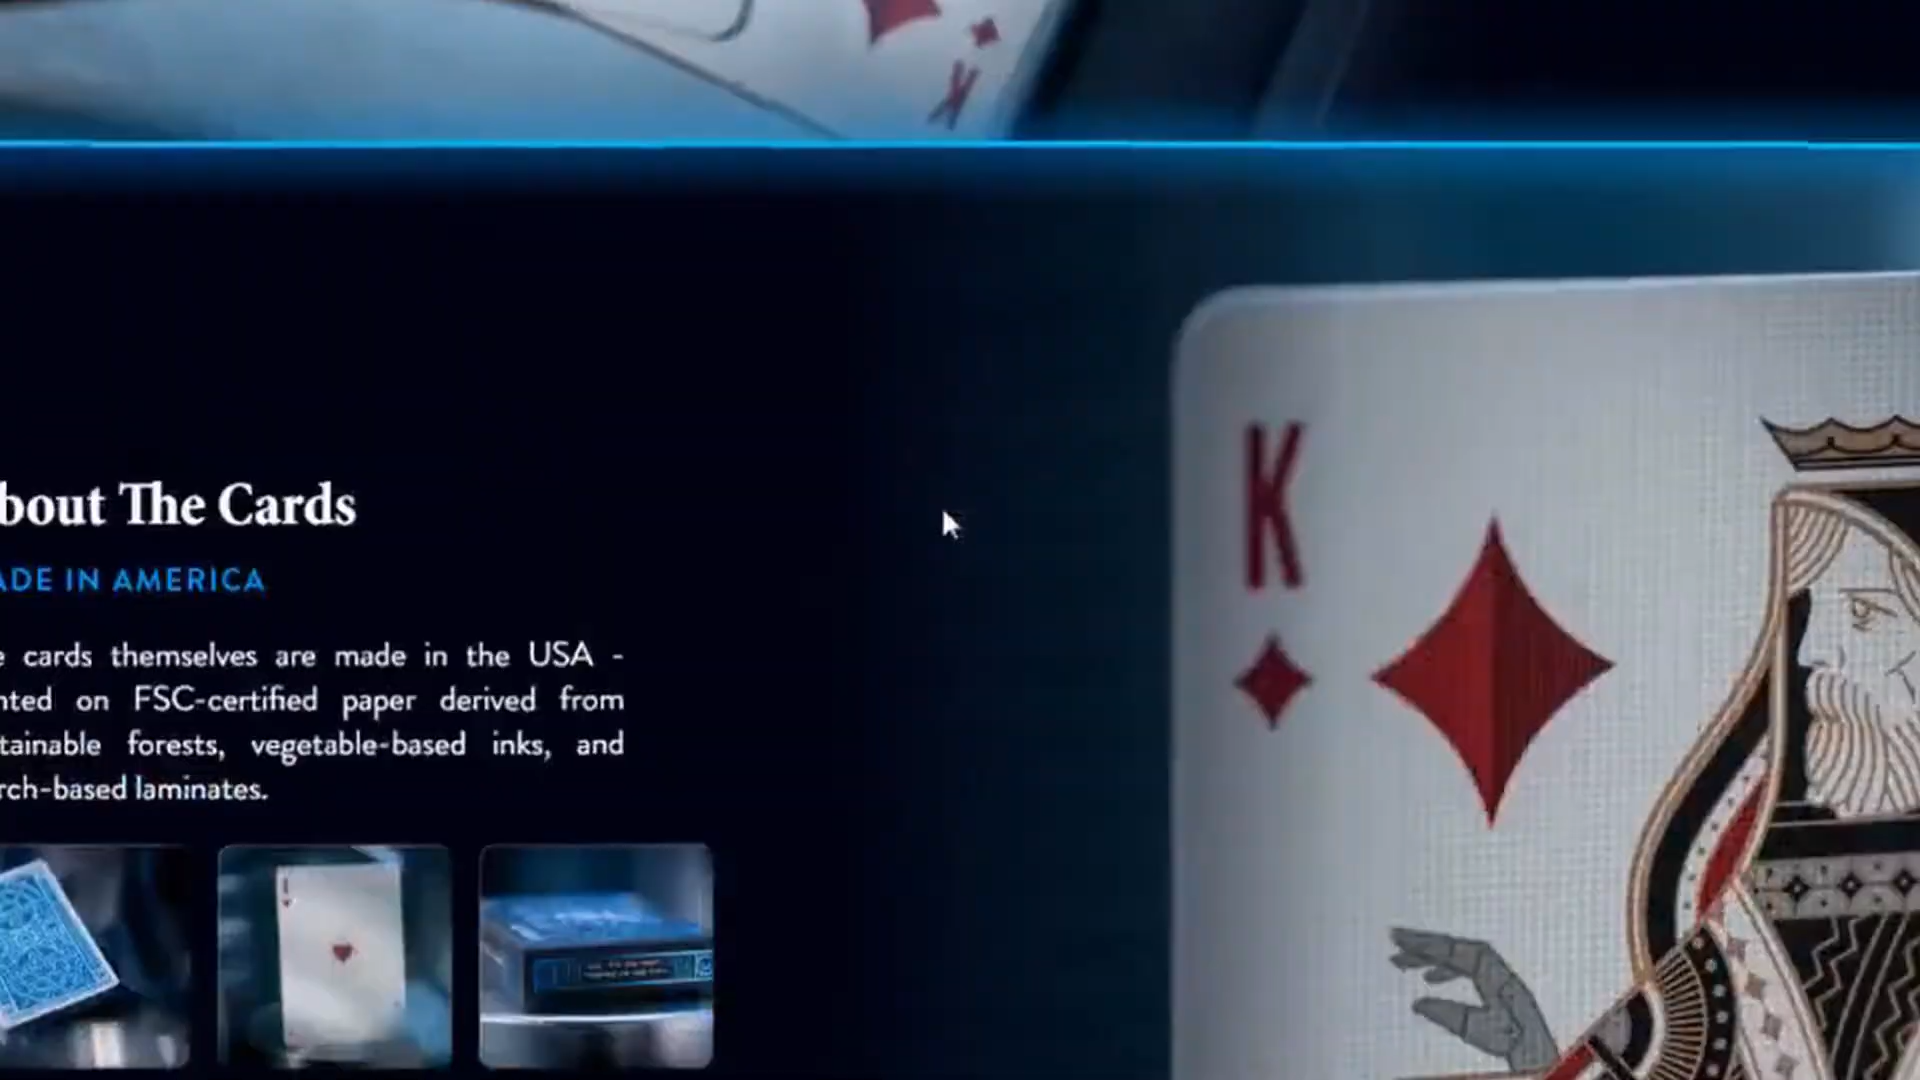 K
bout The Cards
ADE IN AMERICA
e cards themselves are made in the USA -
nted on FSC-certified paper derived from
tainable forests, vegetable-based inks, and
rch-based laminates.
K